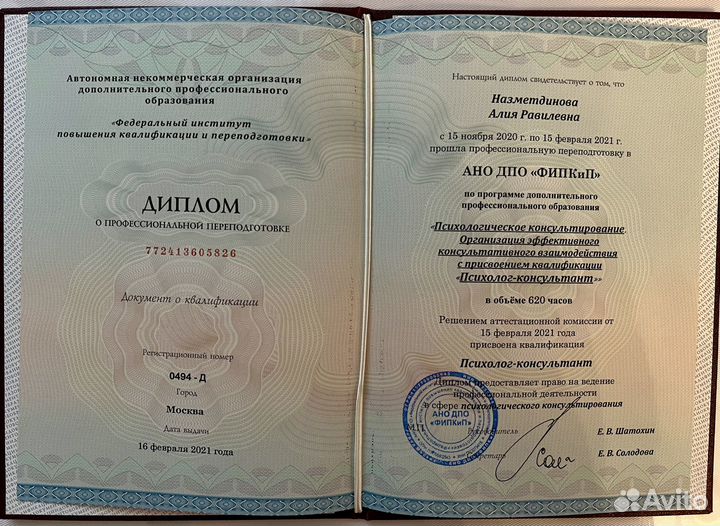 Автономная некоммерческая организация
дополнительного профессионального
образования
«Федеральный институт
повышения квалификации и переподготовки»
ДИПЛОМ
О ПРОФЕССИОНАЛЬНОЙ ПЕРЕПОДГОТОВКЕ
772413605826
Документ о квалификации
Регистрационный номер
0494 - Д
Город
Москва
Дата выдачи
16 февраля 2021 года
Настоящий диплом свидетельствует о том, что
Назметдинова
Алия Равилевна
с 15 ноября 2020 г. по 15 февраля 2021 г.
прошла профессиональную переподготовку в
АНО ДПО «ФИПКиП»
по программе дополнительного
профессионального образования
«Психологическое консультирование.
Организация эффективного
консультативного взаимодействия
с присвоением квалификации
«Психолог-консультант»»
в объёме 620 часов
Решением аттестационной комиссии от
15 февраля 2021 года
присвоена квалификация
Психолог-консультант
Диплом предоставляет право на ведение
профессиональной деятельности
в сфере психологического консультирования
М.П.
Руководитель
Е. В. Шатохин
Секретарь
Е. В. Солодова
АНО ДПО
«ФИПКиП»
Avito